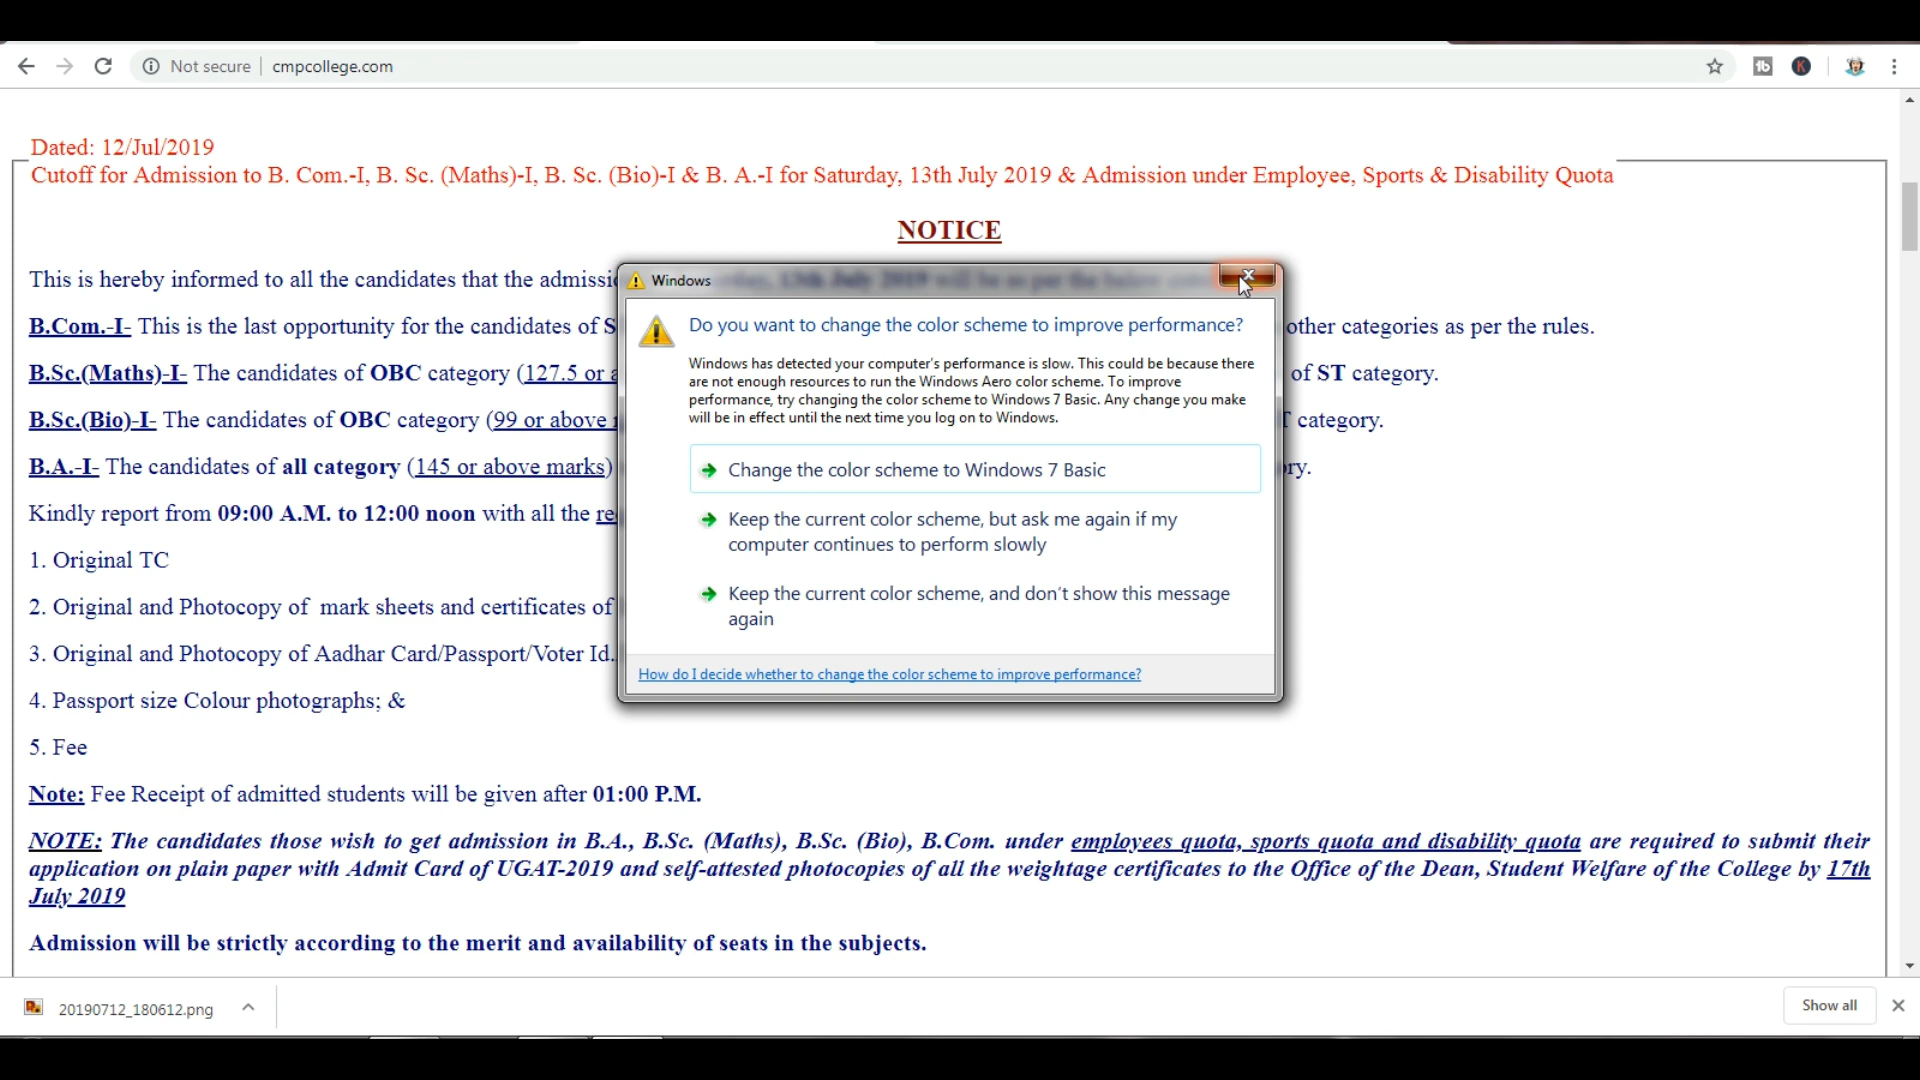 Not secure | cmpcollege.com
Dated: 12/Jul/2019
Cutoff for Admission to B. Com.-I, B. Sc. (Maths)-I, B. Sc. (Bio)-I & B. A.-I for Saturday, 13th July 2019 & Admission under Employee, Sports & Disability Quota
NOTICE
This is hereby informed to all the candidates that the
B.Com.-I- This is the last opportunity for the candidates of other categories as per the rules.
B.Sc.(Maths)-I- The candidates of OBC category (127.5 or of ST category.
B.Sc.(Bio)-I- The candidates of OBC category (99 or above category.
B.A.-I- The candidates of all category (145 or above marks)
Kindly report from 09:00 A.M. to 12:00 noon with all the
1. Original TC
2. Original and Photocopy of mark sheets and certificates of
3. Original and Photocopy of Aadhar Card/Passport/Voter Id.
4. Passport size Colour photographs; &
5. Fee
Note: Fee Receipt of admitted students will be given after 01:00 P.M.
NOTE: The candidates those wish to get admission in B.A., B.Sc. (Maths), B.Sc. (Bio), B.Com. under employees quota, sports quota and disability quota are required to submit their
application on plain paper with Admit Card of UGAT-2019 and self-attested photocopies of all the weightage certificates to the Office of the Dean, Student Welfare of the College by 17th
July 2019
Admission will be strictly according to the merit and availability of seats in the subjects.
Windows
Do you want to change the color scheme to improve performance?
Windows has detected your computer's performance is slow. This could be because there
are not enough resources to run the Windows Aero color scheme. To improve
performance, try changing the color scheme to Windows 7 Basic. Any change you make
will be in effect until the next time you log on to Windows.
Change the color scheme to Windows 7 Basic
Keep the current color scheme, but ask me again if my
computer continues to perform slowly
Keep the current color scheme, and don't show this message
again
How do I decide whether to change the color scheme to improve performance?
20190712_180612.png
Show all